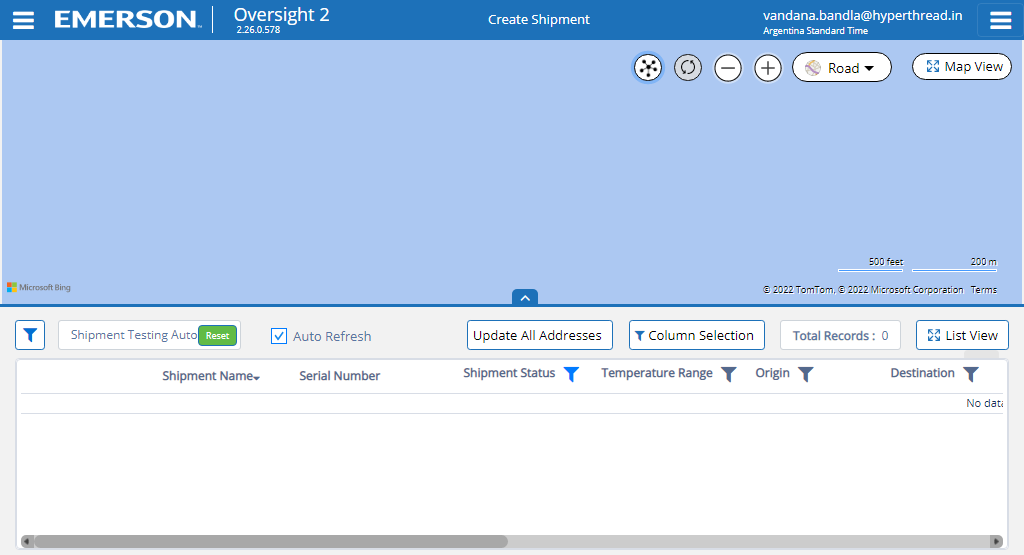 EMERSON
Oversight 2
2.26.0.578
Create Shipment
vandana.bandla@hyperthread.in
Argentina Standard Time
Road
Map View
500 feet
200 m
Microsoft Bing
© 2022 TomTom, © 2022 Microsoft Corporation Terms
Shipment Testing Auto
Reset
Auto Refresh
Update All Addresses
Column Selection
Total Records : 0
List View
Shipment Name
Serial Number
Shipment Status
Temperature Range
Origin
Destination
No data